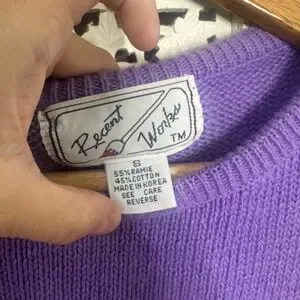 Recent
Works
TM
S
55%RAMIE
45%COTTON
MADE IN KOREA
SEE CARE
REVERSE